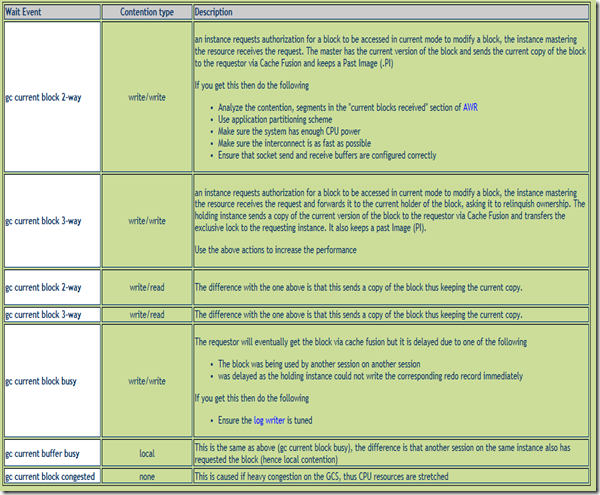 Wait Event Contention type Description
an instance requests authorization for a block to be accessed in current mode to modify a block, the instance mastering
the resource receives the request. The master has the current version of the block and sends the current copy of the block
to the requestor via Cache Fusion and keeps a Past Image (.PI)
If you get this then do the following
• Analyze the contention, segments in the "current blocks received" section of AWR
gc current block 2-way write/write
• Use application partitioning scheme
• Make sure the system has enough CPU power
• Make sure the interconnect is as fast as possible
• Ensure that socket send and receive buffers are configured correctly
an instance requests authorization for a block to be accessed in current mode to modify a block, the instance mastering
the resource receives the request and forwards it to the current holder of the block, asking it to relinquish ownership. The
holding instance sends a copy of the current version of the block to the requestor via Cache Fusion and transfers the
gc current block 3-way write/write
exclusive lock to the requesting instance. It also keeps a past Image (PI).
Use the above actions to increase the performance
gc current block 2-way write/read The difference with the one above is that this sends a copy of the block thus keeping the current copy.
gc current block 3-way write/read The difference with the one above is that this sends a copy of the block thus keeping the current copy.
The requestor will eventually get the block via cache fusion but it is delayed due to one of the following
• The block was being used by another session on another session
gc current block busy write/write
• was delayed as the holding instance could not write the corresponding redo record immediately
If you get this then do the following
• Ensure the log writer is tuned
gc current buffer busy local This is the same as above (gc current block busy), the difference is that another session on the same instance also has
requested the block (hence local contention)
gc current block congested none This is caused if heavy congestion on the GCS, thus CPU resources are stretched